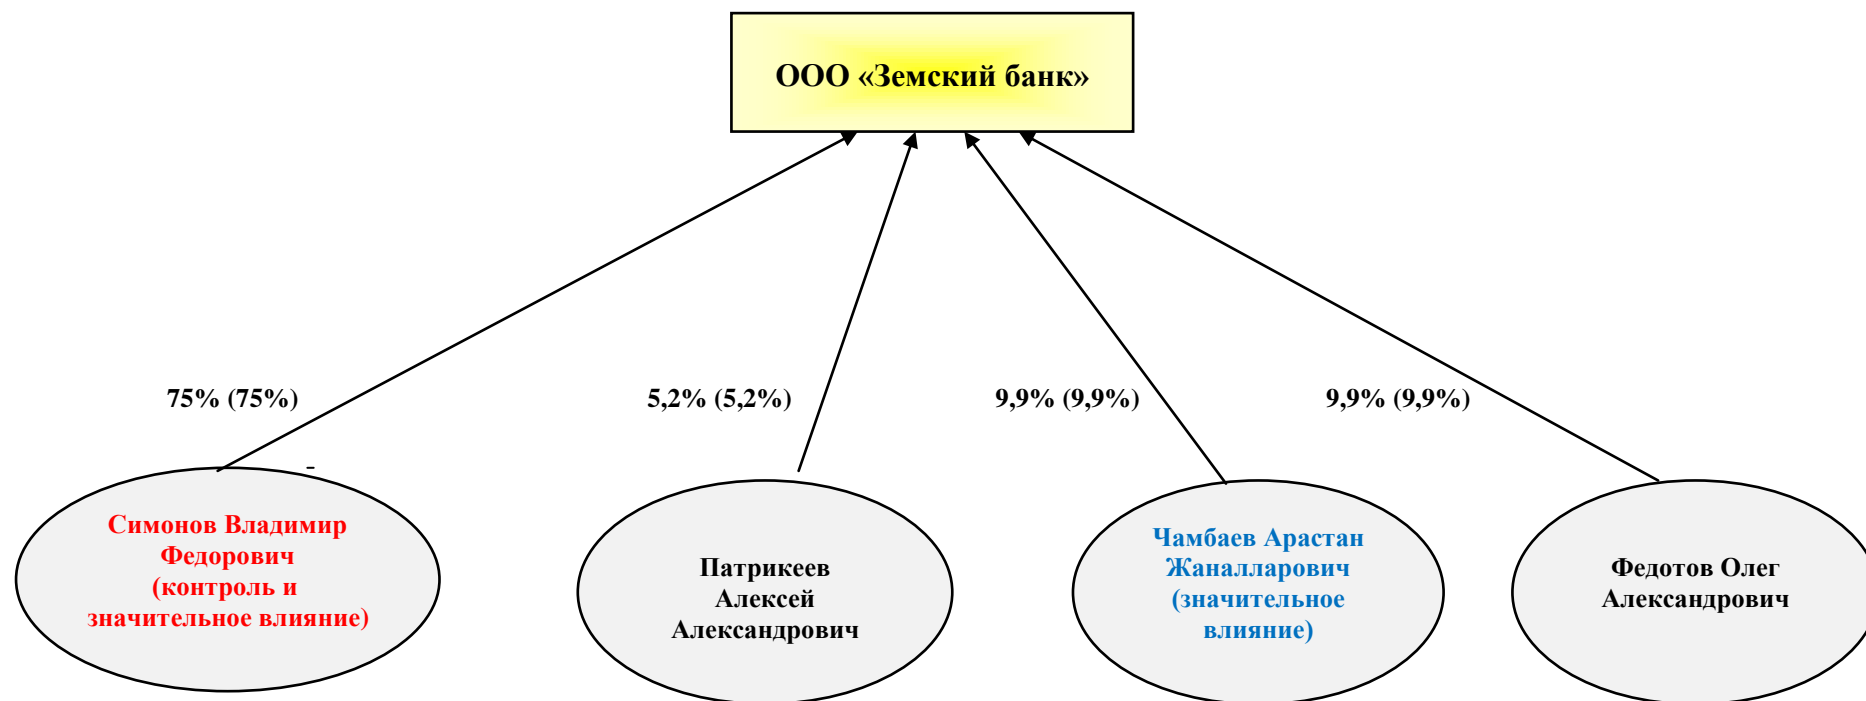 ООО «Земский банк»
75% (75%)
5,2% (5,2%)
9,9% (9,9%)
9,9% (9,9%)
Симонов Владимир
Федорович
(контроль и
значительное влияние)
Патрикеев
Алексей
Александрович
Чамбаев Арастан
Жаналларович
(значительное
влияние)
Федотов Олег
Александрович